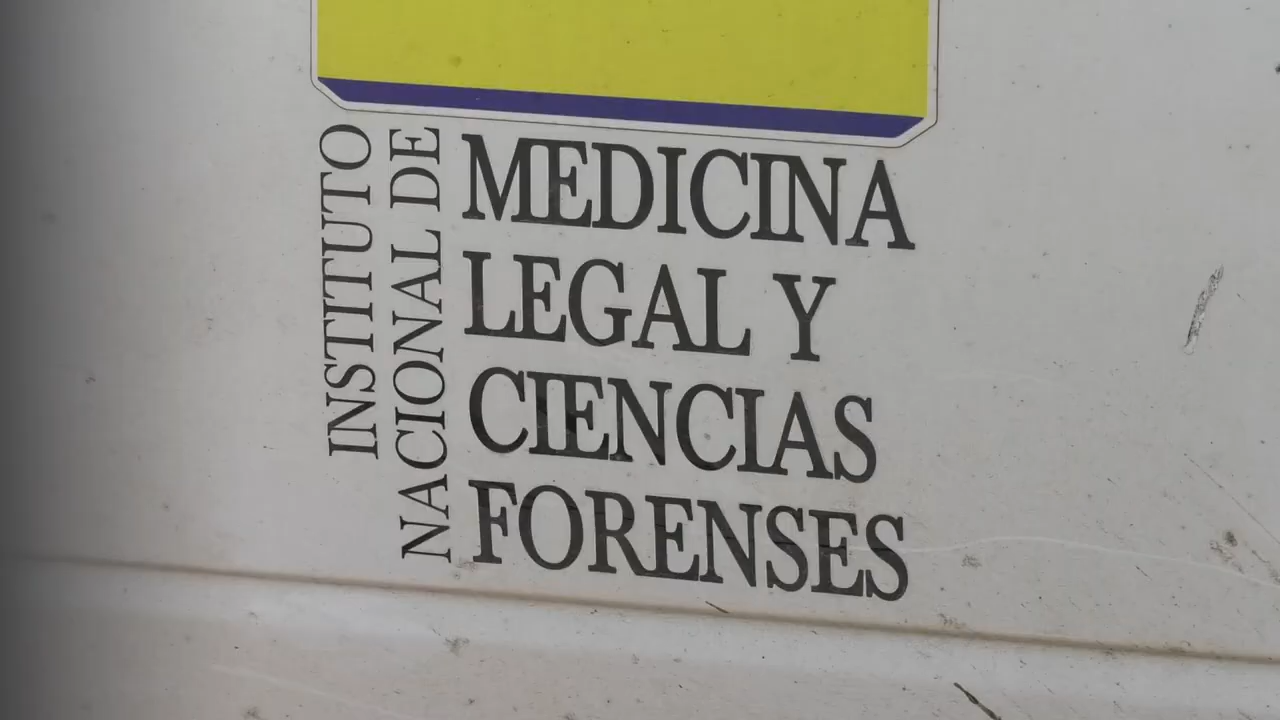 INSTITUTO
NACIONAL DE
MEDICINA
LEGAL Y
CIENCIAS
FORENSES